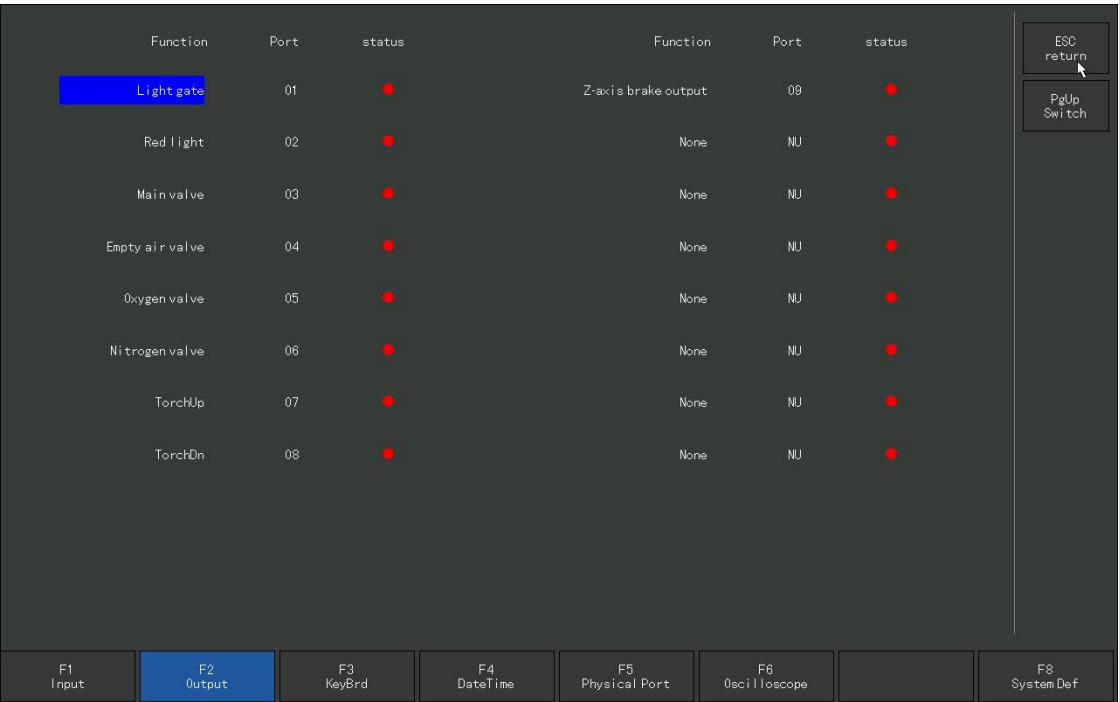 Function Port status Function Port status
Light gate 01 Z-axis brake output 09
Red light 02 None NU
Main valve 03 None NU
Empty air valve 04 None NU
Oxygen valve 05 None NU
Nitrogen valve 06 None NU
TorchUp 07 None NU
TorchDn 08 None NU
ESC
return
PgUp
Switch
F1
Input
F2
Output
F3
KeyBrd
F4
DateTime
F5
Physical Port
F6
Oscilloscope
F8
System Def